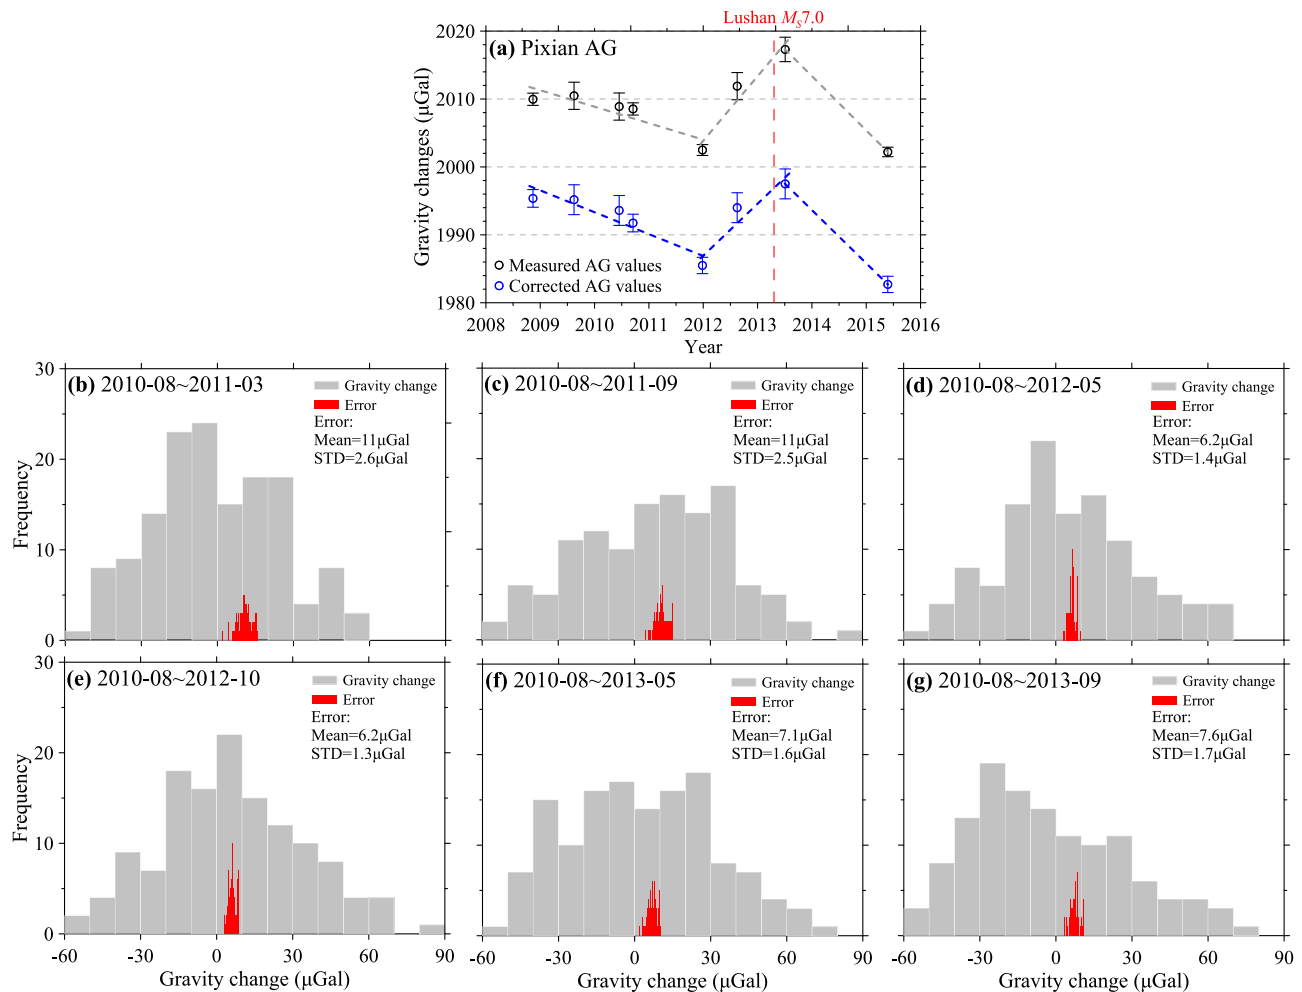 Lushan MS7.0
(a) Pixian AG
Gravity changes (μGal)
2020
2010
2000
1990
1980
Measured AG values
Corrected AG values
2008 2009 2010 2011 2012 2013 2014 2015 2016
Year
(b) 2010-08~2011-03
Gravity change
Error
Error:
Mean=11μGal
STD=2.6μGal
Frequency
30
20
10
0
(c) 2010-08~2011-09
Gravity change
Error
Error:
Mean=11μGal
STD=2.5μGal
(d) 2010-08~2012-05
Gravity change
Error
Error:
Mean=6.2μGal
STD=1.4μGal
(e) 2010-08~2012-10
Gravity change
Error
Error:
Mean=6.2μGal
STD=1.3μGal
Frequency
30
20
10
0
-60 -30 0 30 60 90
Gravity change (μGal)
(f) 2010-08~2013-05
Gravity change
Error
Error:
Mean=7.1μGal
STD=1.6μGal
-60 -30 0 30 60 90
Gravity change (μGal)
(g) 2010-08~2013-09
Gravity change
Error
Error:
Mean=7.6μGal
STD=1.7μGal
-60 -30 0 30 60 90
Gravity change (μGal)